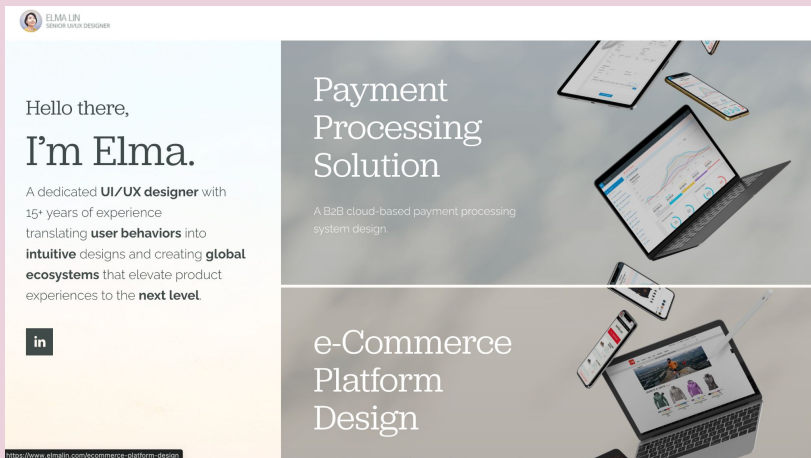 ELMA LIN
SENIOR UI/UX DESIGNER
Hello there,
I'm Elma.
A dedicated UI/UX designer with
15+ years of experience
translating user behaviors into
intuitive designs and creating global
ecosystems that elevate product
experiences to the next level.
in
Payment
Processing
Solution
A B2B cloud-based payment processing
system design.
e-Commerce
Platform
Design
https://www.elmalin.com/ecommerce-platform-design